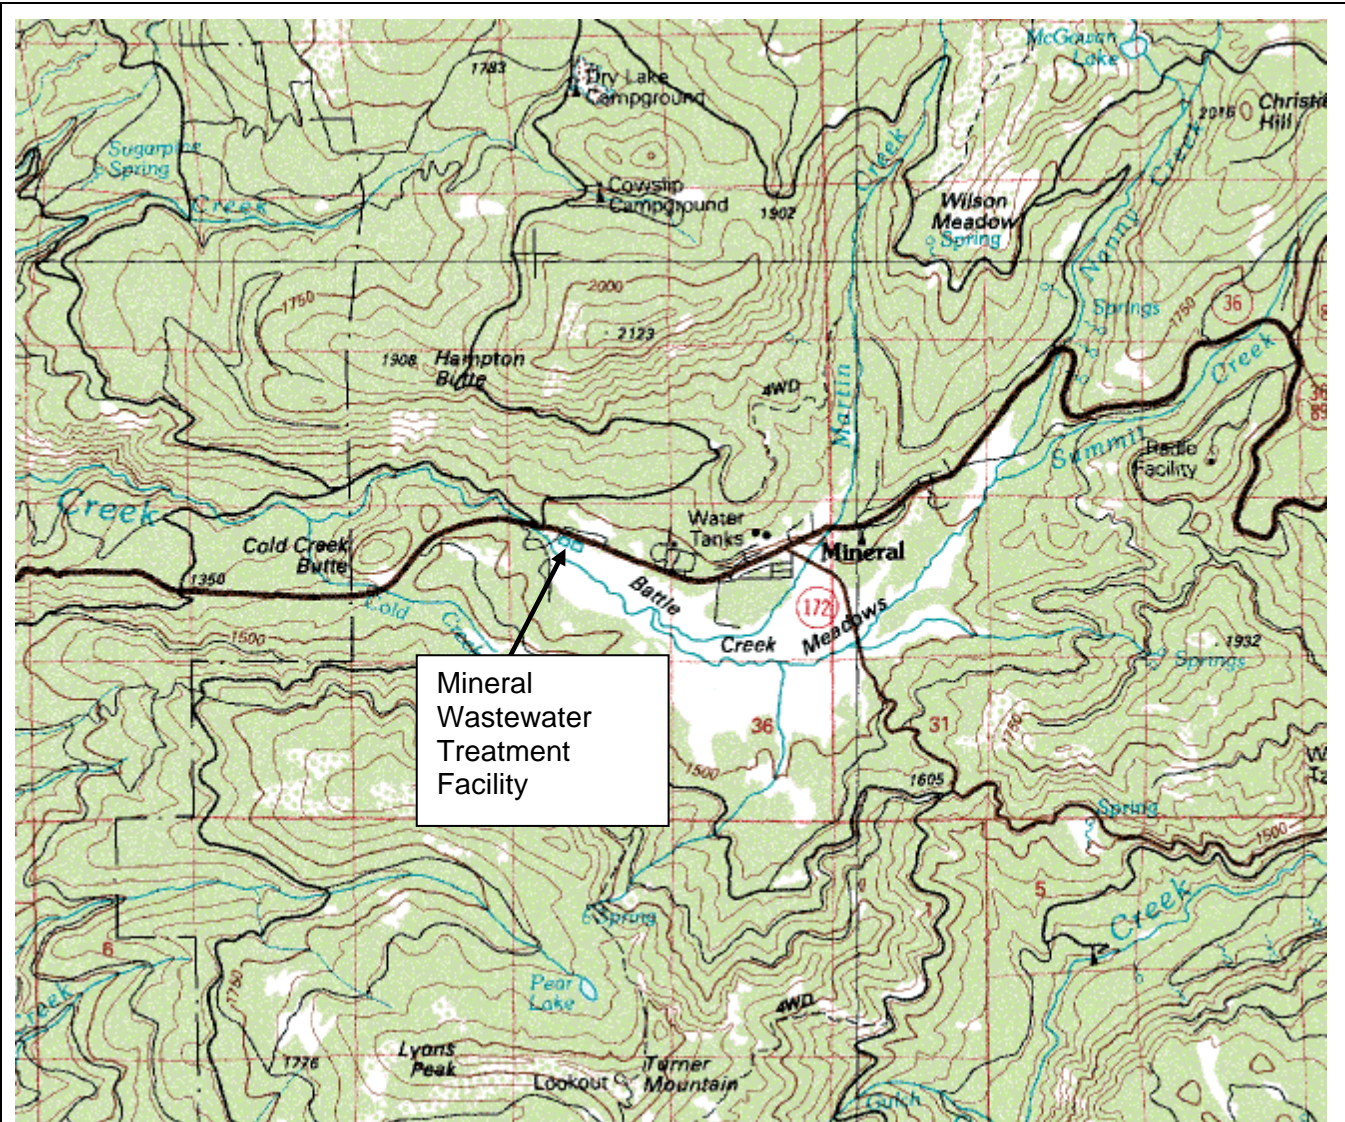 McGowan
Lake
1783
Dry Lake
Campground
2016
Hill
Creek
Creek
Sugarpine
Spring
Creek
Cowslip
Campground
1902
Wilson
Meadow
Spring
Nanny
1750
2000
Springs
1750
36
2123
1908
Hampton
Butte
4WD
Martin
Creek
Summit
Radio
Facility
Creek
Water
Tanks
Mineral
Cold Creek
Butte
1350
Cold
Creek
Battle
172
Meadows
1500
Creek
1932
Springs
Mineral
Wastewater
Treatment
Facility
36
31
1750
1500
1605
Spring
1500
5
Creek
1
Spring
6
1750
Pear
Lake
4WD
Lyons
Peak
1776
Lookout
Turner
Mountain
Gulch